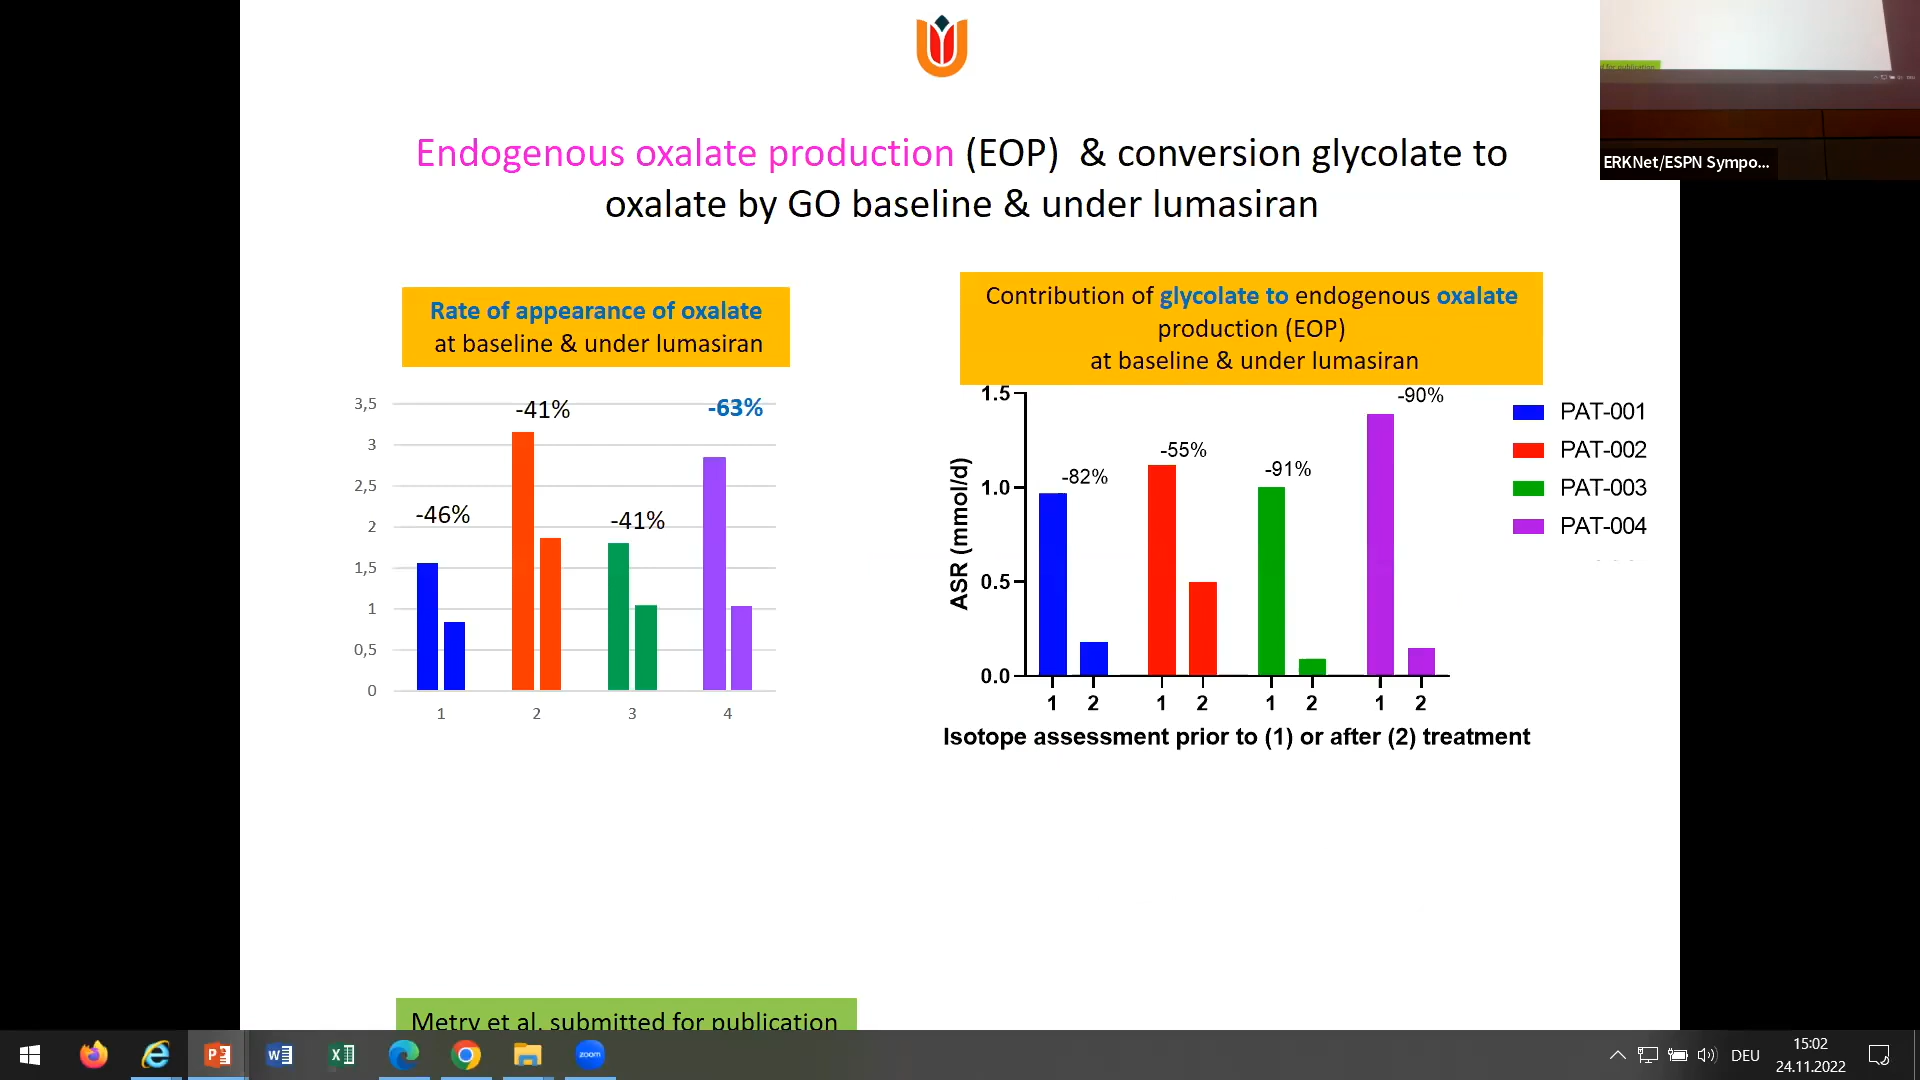 Endogenous oxalate production (EOP) & conversion glycolate to
oxalate by GO baseline & under lumasiran
ERKNet/ESPN Sympo...
Rate of appearance of oxalate
at baseline & under lumasiran
3,5
3
2,5
2
1,5
1
0,5
0
-46%
-41%
-41%
-63%
1
2
3
4
Contribution of glycolate to endogenous oxalate
production (EOP)
at baseline & under lumasiran
1.5
1.0
0.5
0.0
ASR (mmol/d)
-82%
-55%
-91%
-90%
1 2 1 2 1 2 1 2
Isotope assessment prior to (1) or after (2) treatment
PAT-001
PAT-002
PAT-003
PAT-004
Metry et al, submitted for publication
zoom
DEU
15:02
24.11.2022